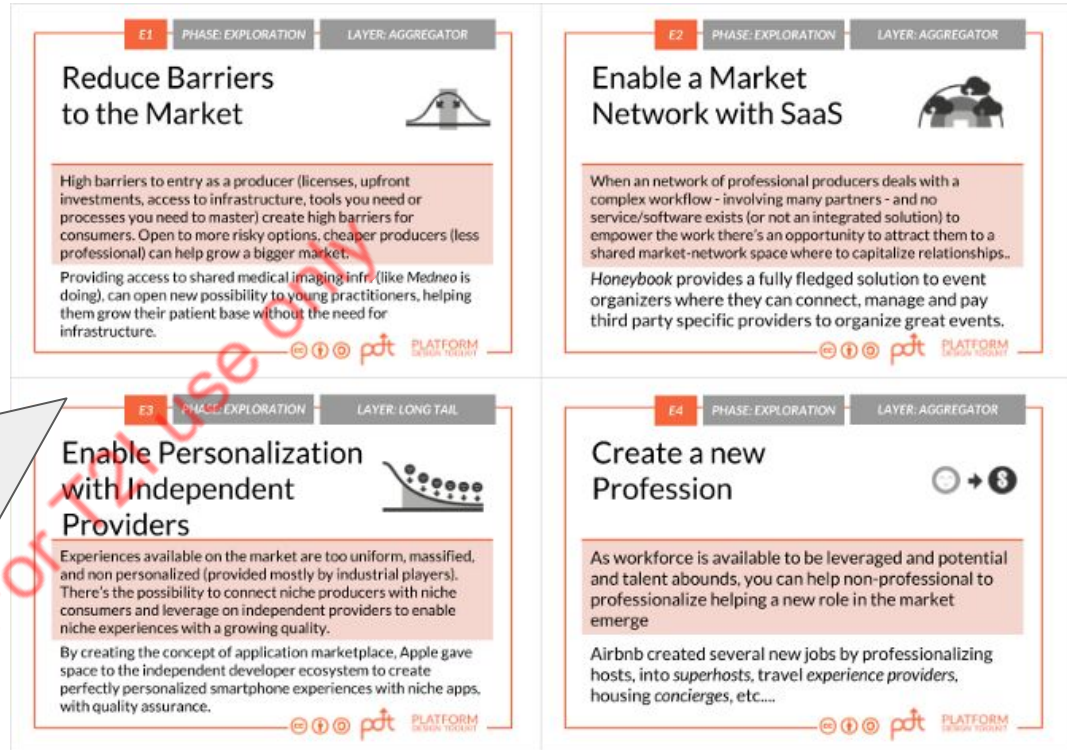 E1 PHASE: EXPLORATION LAYER: AGGREGATOR
Reduce Barriers
to the Market
High barriers to entry as a producer (licenses, upfront
investments, access to infrastructure, tools you need or
processes you need to master) create high barriers for
consumers. Open to more risky options, cheaper producers (less
professional) can help grow a bigger market.
Providing access to shared medical imaging infr. (like Medneo is
doing), can open new possibility to young practitioners, helping
them grow their patient base without the need for
infrastructure.
cc pdt PLATFORM
DESIGN TOOLKIT
E2 PHASE: EXPLORATION LAYER: AGGREGATOR
Enable a Market
Network with SaaS
When an network of professional producers deals with a
complex workflow - involving many partners - and no
service/software exists (or not an integrated solution) to
empower the work there's an opportunity to attract them to a
shared market-network space where to capitalize relationships..
Honeybook provides a fully fledged solution to event
organizers where they can connect, manage and pay
third party specific providers to organize great events.
cc pdt PLATFORM
DESIGN TOOLKIT
E3 PHASE: EXPLORATION LAYER: LONG TAIL
Enable Personalization
with Independent
Providers
Experiences available on the market are too uniform, massified,
and non personalized (provided mostly by industrial players).
There's the possibility to connect niche producers with niche
consumers and leverage on independent providers to enable
niche experiences with a growing quality.
By creating the concept of application marketplace, Apple gave
space to the independent developer ecosystem to create
perfectly personalized smartphone experiences with niche apps,
with quality assurance.
cc pdt PLATFORM
DESIGN TOOLKIT
E4 PHASE: EXPLORATION LAYER: AGGREGATOR
Create a new
Profession
$
As workforce is available to be leveraged and potential
and talent abounds, you can help non-professional to
professionalize helping a new role in the market
emerge
Airbnb created several new jobs by professionalizing
hosts, into superhosts, travel experience providers,
housing concierges, etc....
cc pdt PLATFORM
DESIGN TOOLKIT
or T2I use only